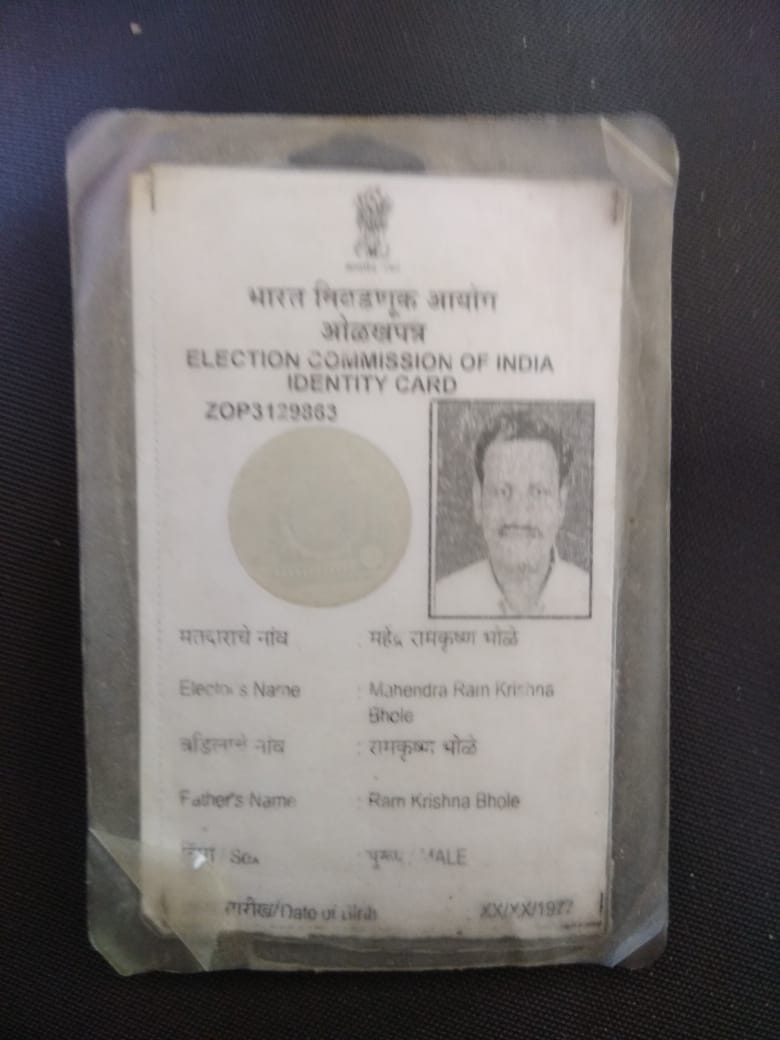 भारत निवडणूक आयोग
ओळखपत्र
ELECTION COMMISSION OF INDIA
IDENTITY CARD
ZOP3129863
मतदाराचे नांव : महेंद्र रामकृष्ण भोळे
Elector's Name : Mahendra Ram Krishna
Bhole
वडिलांचे नांव : रामकृष्ण भोळे
Father's Name : Ram Krishna Bhole
/ Sex पुरूष / MALE
तारीख/Date of Birth XX/XX/